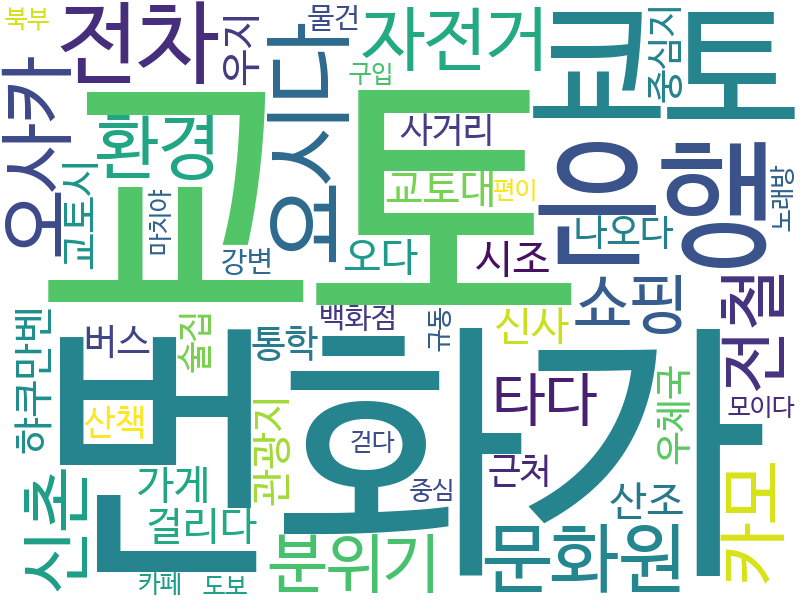 북부
전차
우지
물건
자전거
구입
교토
중심지
오사카
요시다
환경
사거리
은행
교토시
교토
교토대
편이
마치야
강변
오다
시조
나오다
노래방
쇼핑
전철
햐쿠만벤
버스
술집
통학
백화점
규동
신사
번화가
타다
우체국
모이다
산책
걷다
관광지
신촌
가게
중심
근처
산조
카모
걸리다
분위기
문화원
카페
도보